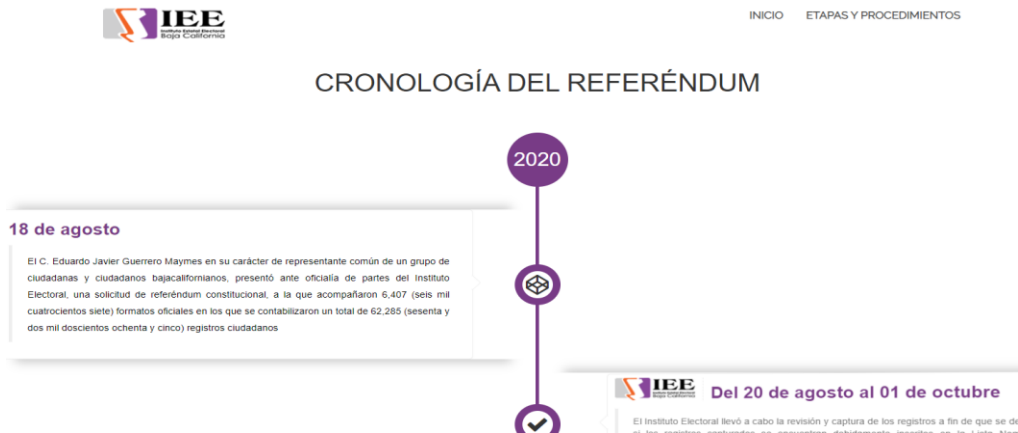 IEE
Instituto Estatal Electoral
Baja California
INICIO ETAPAS Y PROCEDIMIENTOS
CRONOLOGÍA DEL REFERÉNDUM
2020
18 de agosto
El C. Eduardo Javier Guerrero Maymes en su carácter de representante común de un grupo de
ciudadanas y ciudadanos bajacalifornianos, presentó ante oficialía de partes del Instituto
Electoral, una solicitud de referéndum constitucional, a la que acompañaron 6,407 (seis mil
cuatrocientos siete) formatos oficiales en los que se contabilizaron un total de 62,285 (sesenta y
dos mil doscientos ochenta y cinco) registros ciudadanos
IEE
Instituto Estatal Electoral
Baja California
Del 20 de agosto al 01 de octubre
El Instituto Electoral llevó a cabo la revisión y captura de los registros a fin de que se de